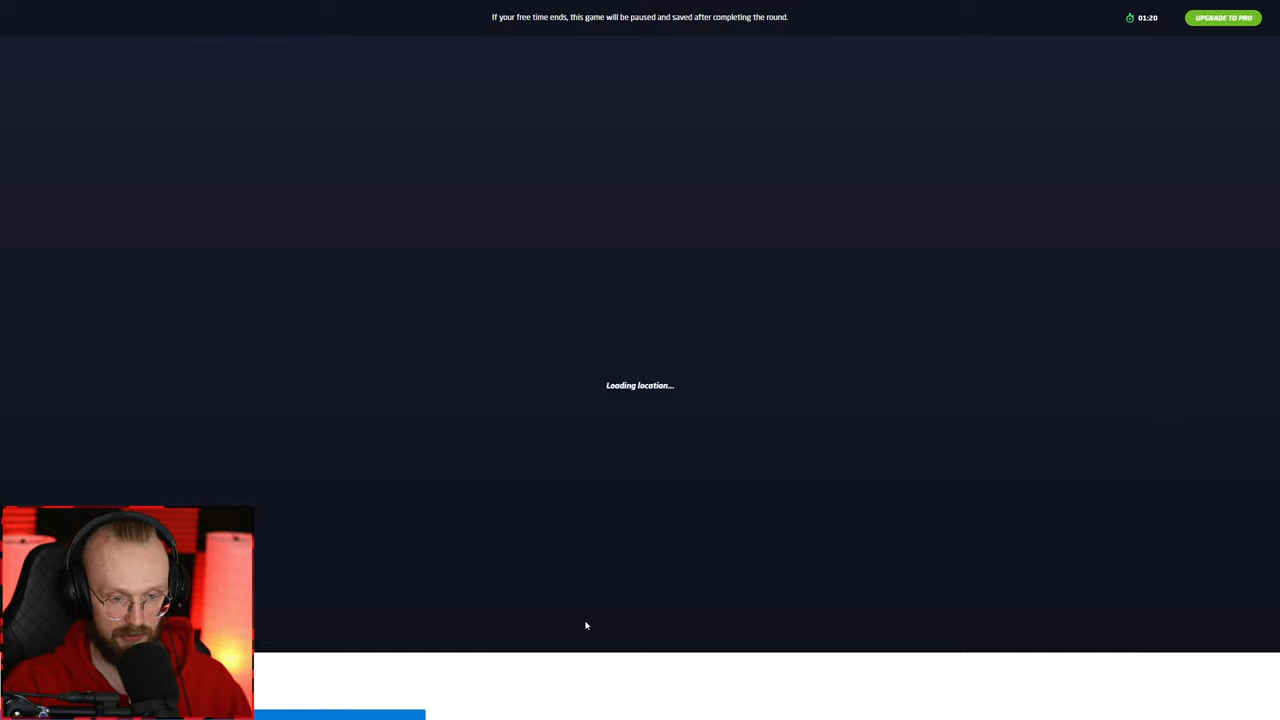 If your free time ends, this game will be paused and saved after completing the round.
01:20
UPGRADE TO PRO
Loading location...